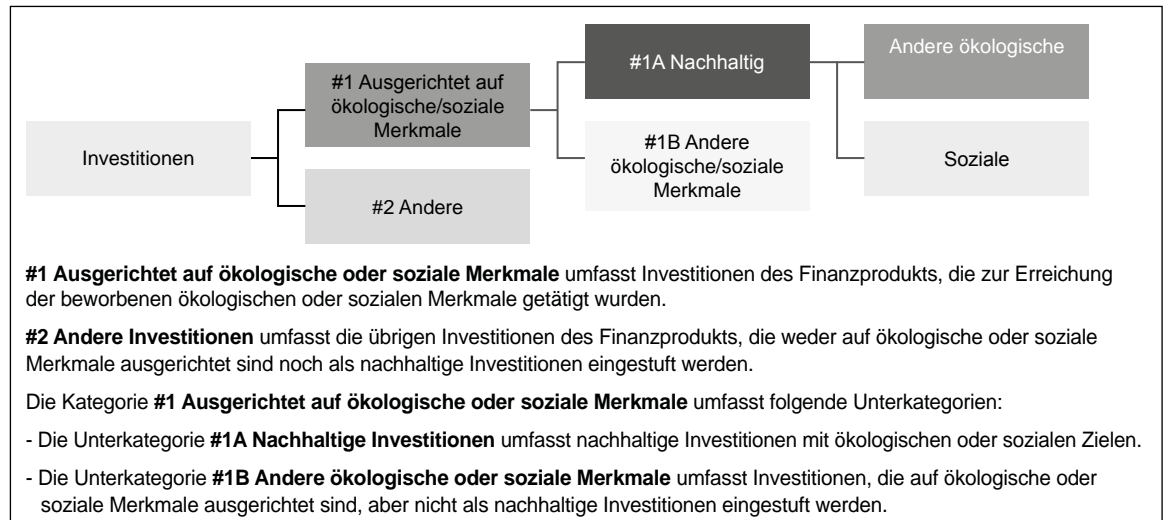 Investitionen
#1 Ausgerichtet auf
ökologische/soziale
Merkmale
#2 Andere
#1A Nachhaltig
#1B Andere
ökologische/soziale
Merkmale
Andere ökologische
Soziale
#1 Ausgerichtet auf ökologische oder soziale Merkmale umfasst Investitionen des Finanzprodukts, die zur Erreichung
der beworbenen ökologischen oder sozialen Merkmale getätigt wurden.
#2 Andere Investitionen umfasst die übrigen Investitionen des Finanzprodukts, die weder auf ökologische oder soziale
Merkmale ausgerichtet sind noch als nachhaltige Investitionen eingestuft werden.
Die Kategorie #1 Ausgerichtet auf ökologische oder soziale Merkmale umfasst folgende Unterkategorien:
- Die Unterkategorie #1A Nachhaltige Investitionen umfasst nachhaltige Investitionen mit ökologischen oder sozialen Zielen.
- Die Unterkategorie #1B Andere ökologische oder soziale Merkmale umfasst Investitionen, die auf ökologische oder
soziale Merkmale ausgerichtet sind, aber nicht als nachhaltige Investitionen eingestuft werden.